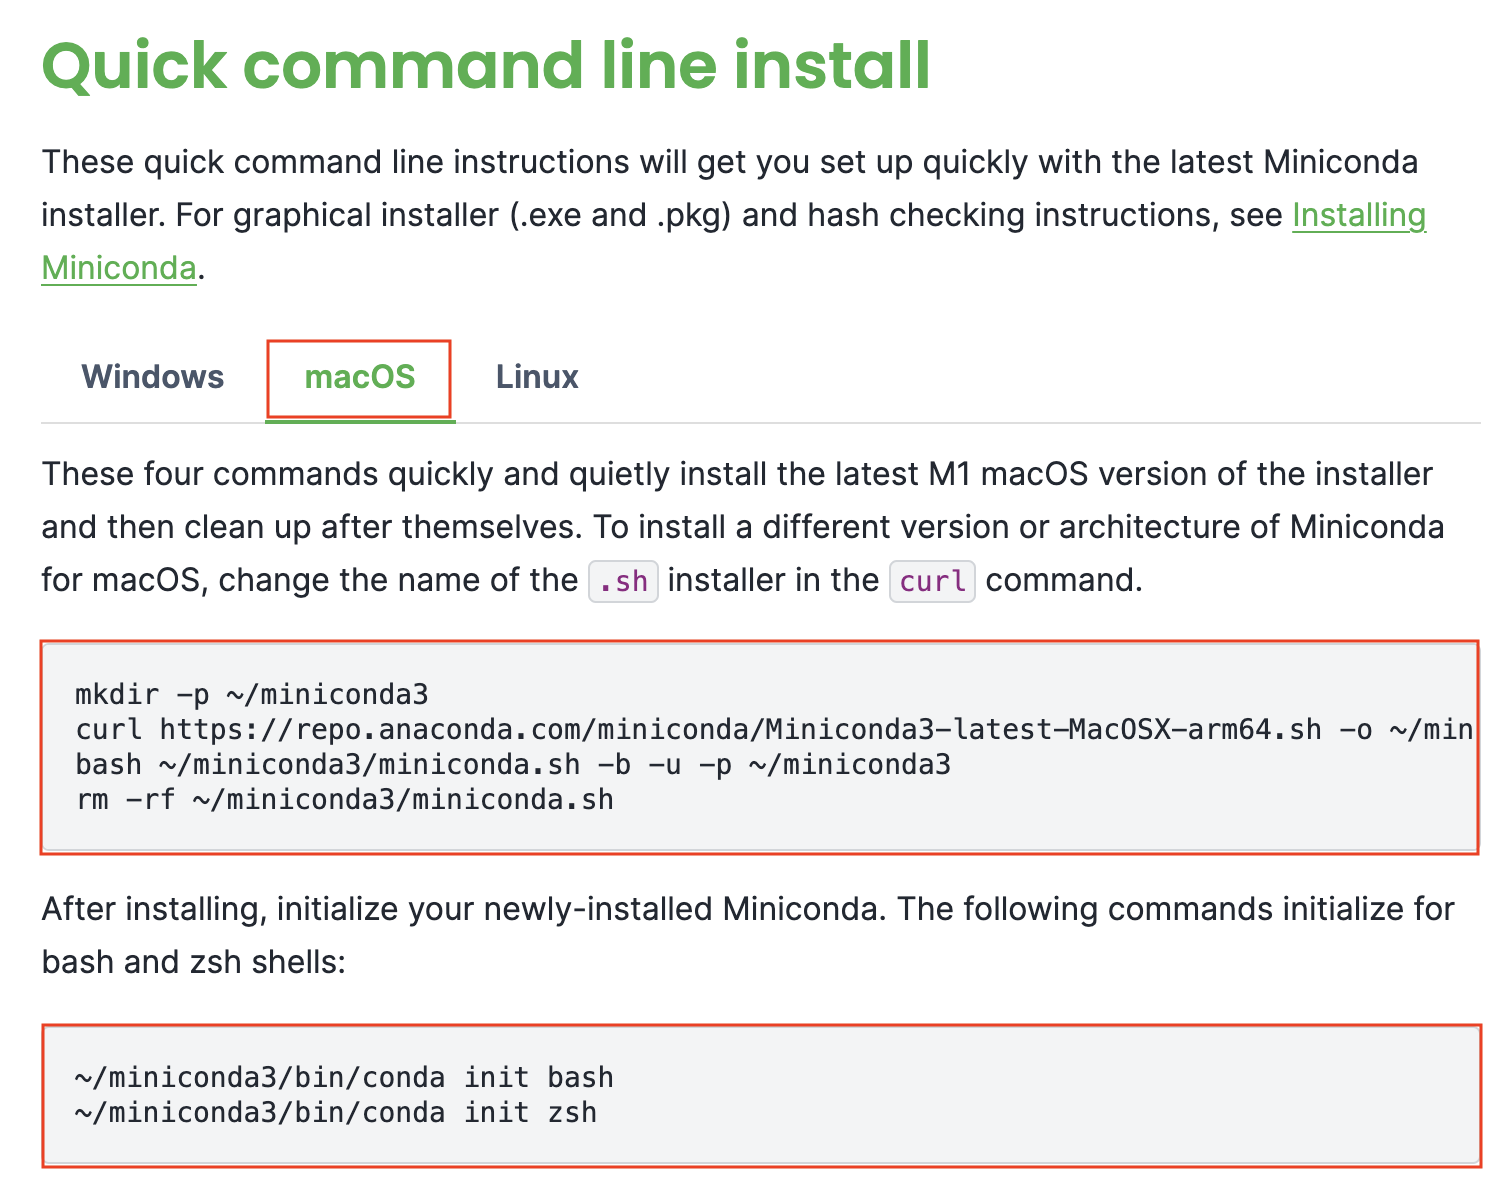 Quick command line install
These quick command line instructions will get you set up quickly with the latest Miniconda
installer. For graphical installer (.exe and .pkg) and hash checking instructions, see Installing
Miniconda.
Windows macOS Linux
These four commands quickly and quietly install the latest M1 macOS version of the installer
and then clean up after themselves. To install a different version or architecture of Miniconda
for macOS, change the name of the .sh installer in the curl command.
mkdir -p ~/miniconda3
curl https://repo.anaconda.com/miniconda/Miniconda3-latest-MacOSX-arm64.sh -o ~/min
bash ~/miniconda3/miniconda.sh -b -u -p ~/miniconda3
rm -rf ~/miniconda3/miniconda.sh
After installing, initialize your newly-installed Miniconda. The following commands initialize for
bash and zsh shells:
~/miniconda3/bin/conda init bash
~/miniconda3/bin/conda init zsh